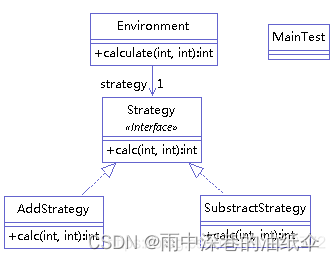 Environment
+calculate(int, int):int
MainTest
strategy 1
Strategy
«Interface»
+calc(int, int):int
AddStrategy
+calc(int, int):int
SubstractStrategy
+calc(int, int):int
CSDN @雨中深巷的油纸伞